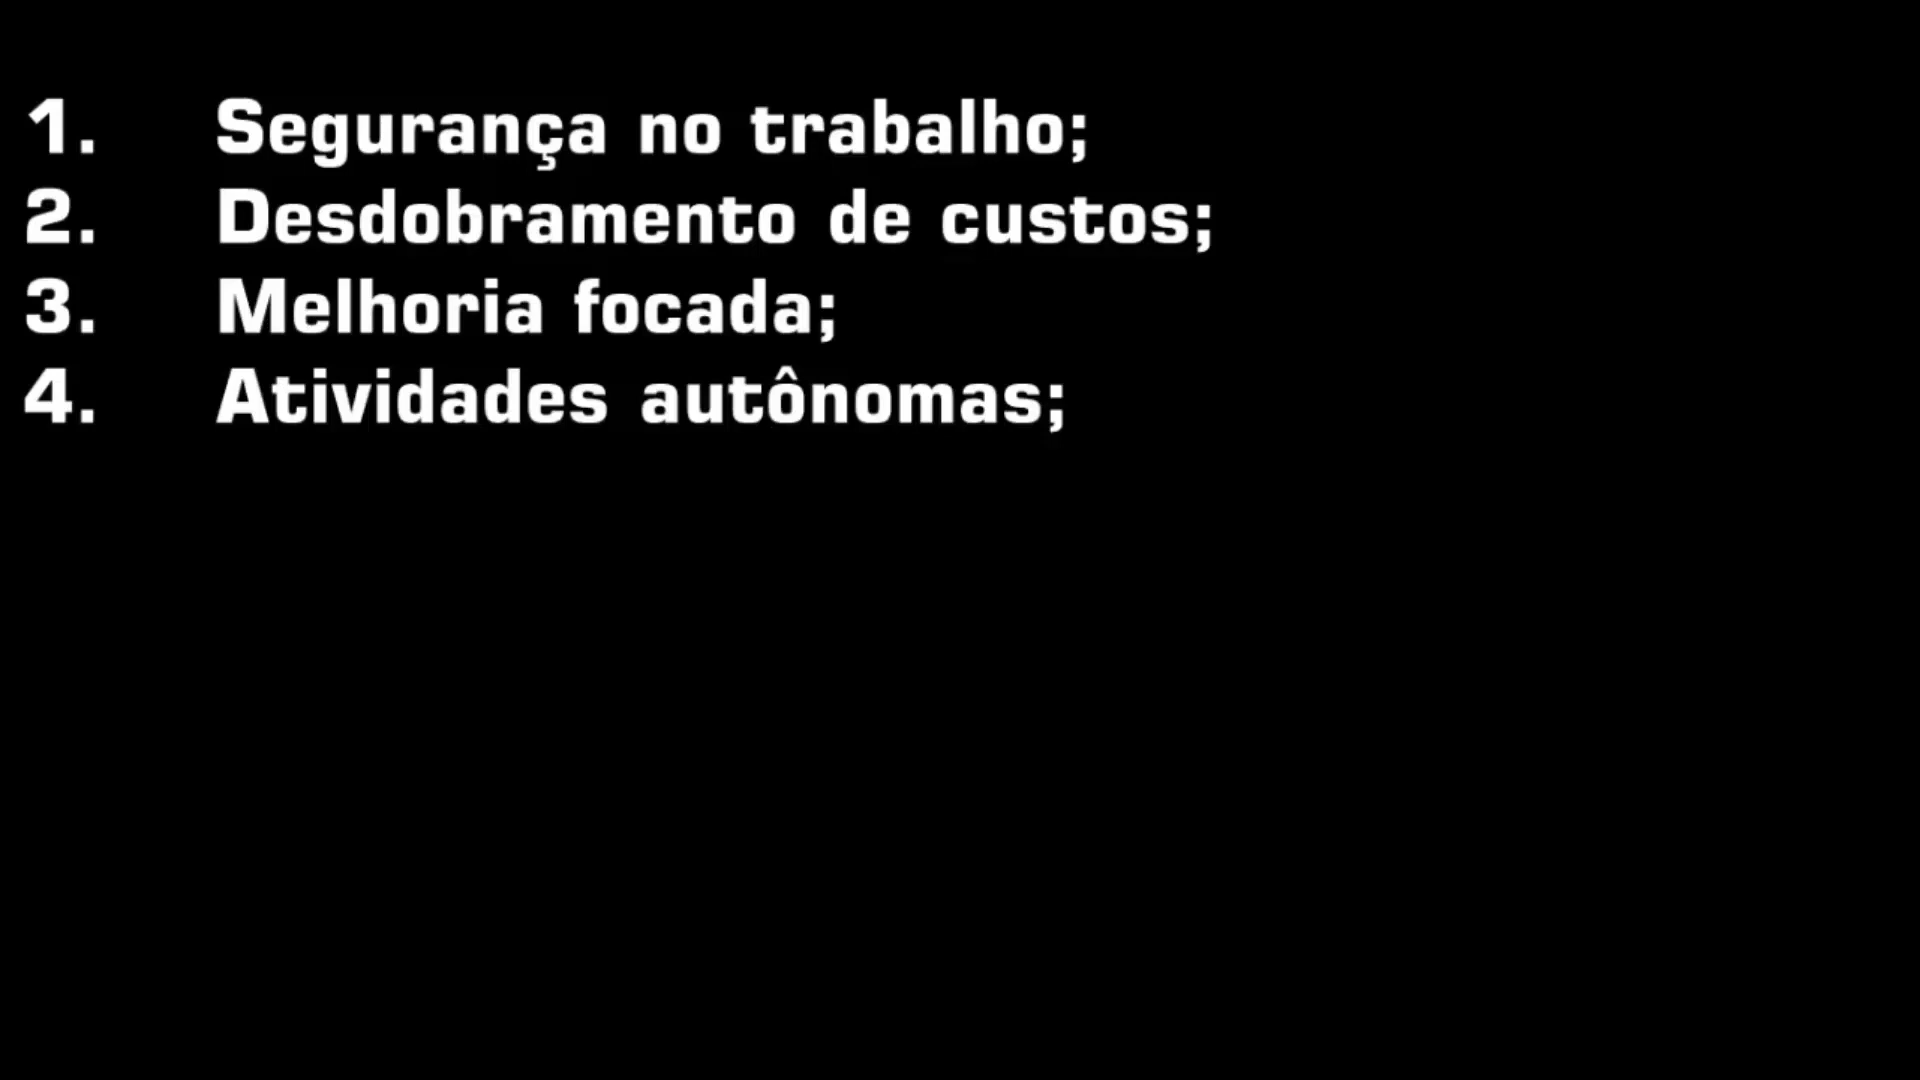 1. Segurança no trabalho;
2. Desdobramento de custos;
3. Melhoria focada;
4. Atividades autônomas;